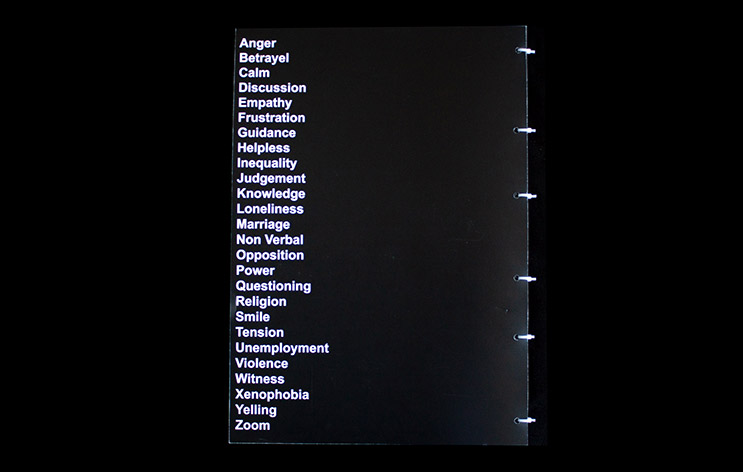 Anger
Betrayel
Calm
Discussion
Empathy
Frustration
Guidance
Helpless
Inequality
Judgement
Knowledge
Loneliness
Marriage
Non Verbal
Opposition
Power
Questioning
Religion
Smile
Tension
Unemployment
Violence
Witness
Xenophobia
Yelling
Zoom